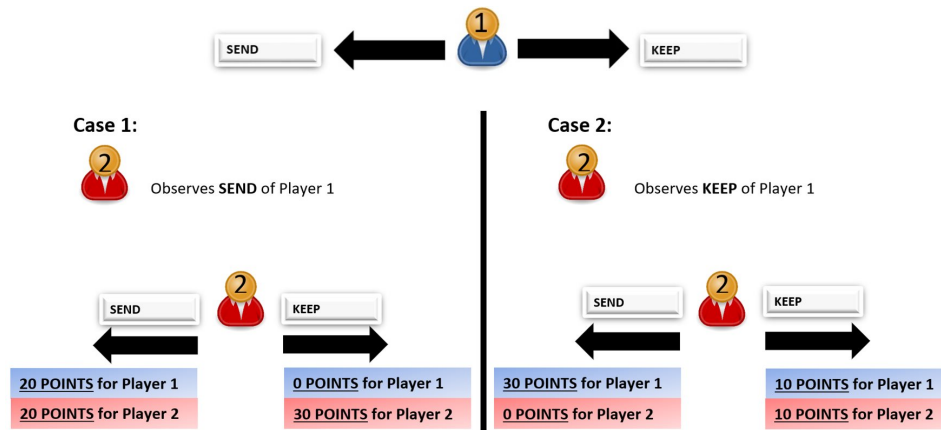 1
SEND
KEEP
Case 1:
2
Observes SEND of Player 1
2
SEND
KEEP
20 POINTS for Player 1
20 POINTS for Player 2
0 POINTS for Player 1
30 POINTS for Player 2
Case 2:
2
Observes KEEP of Player 1
2
SEND
KEEP
30 POINTS for Player 1
0 POINTS for Player 2
10 POINTS for Player 1
10 POINTS for Player 2